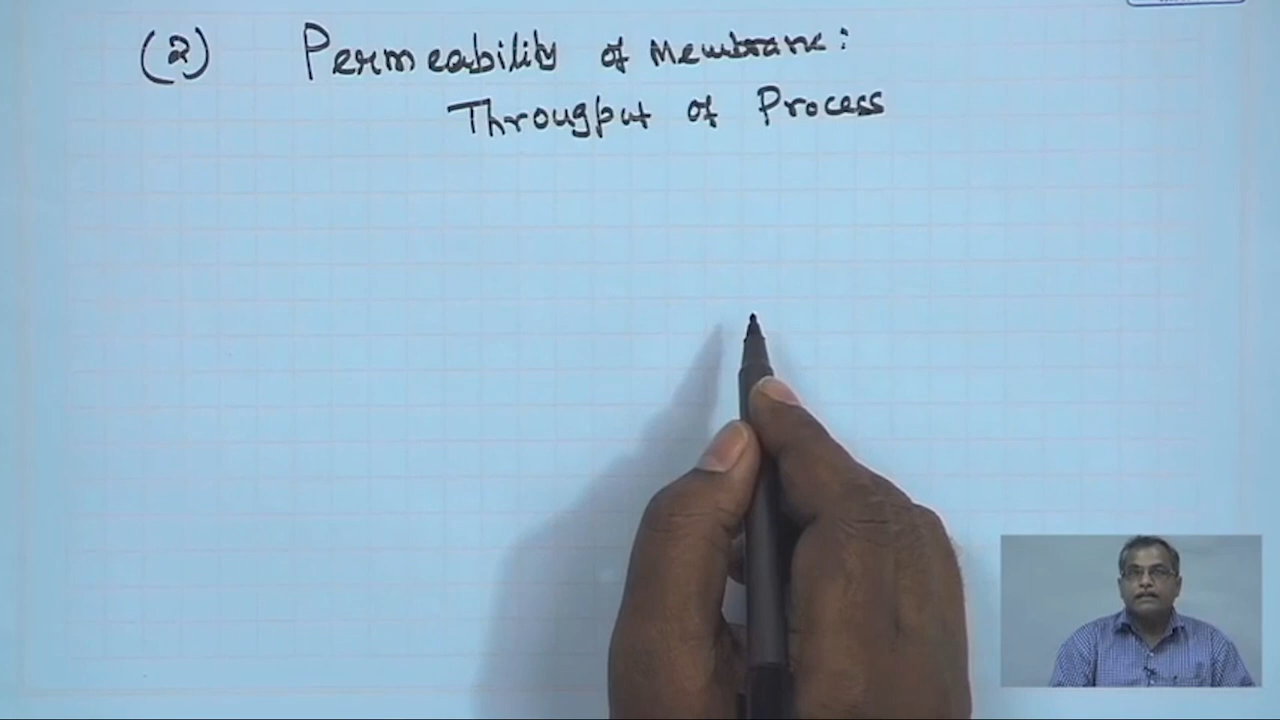 (2) Permeability of Membrane:
Througput of Process